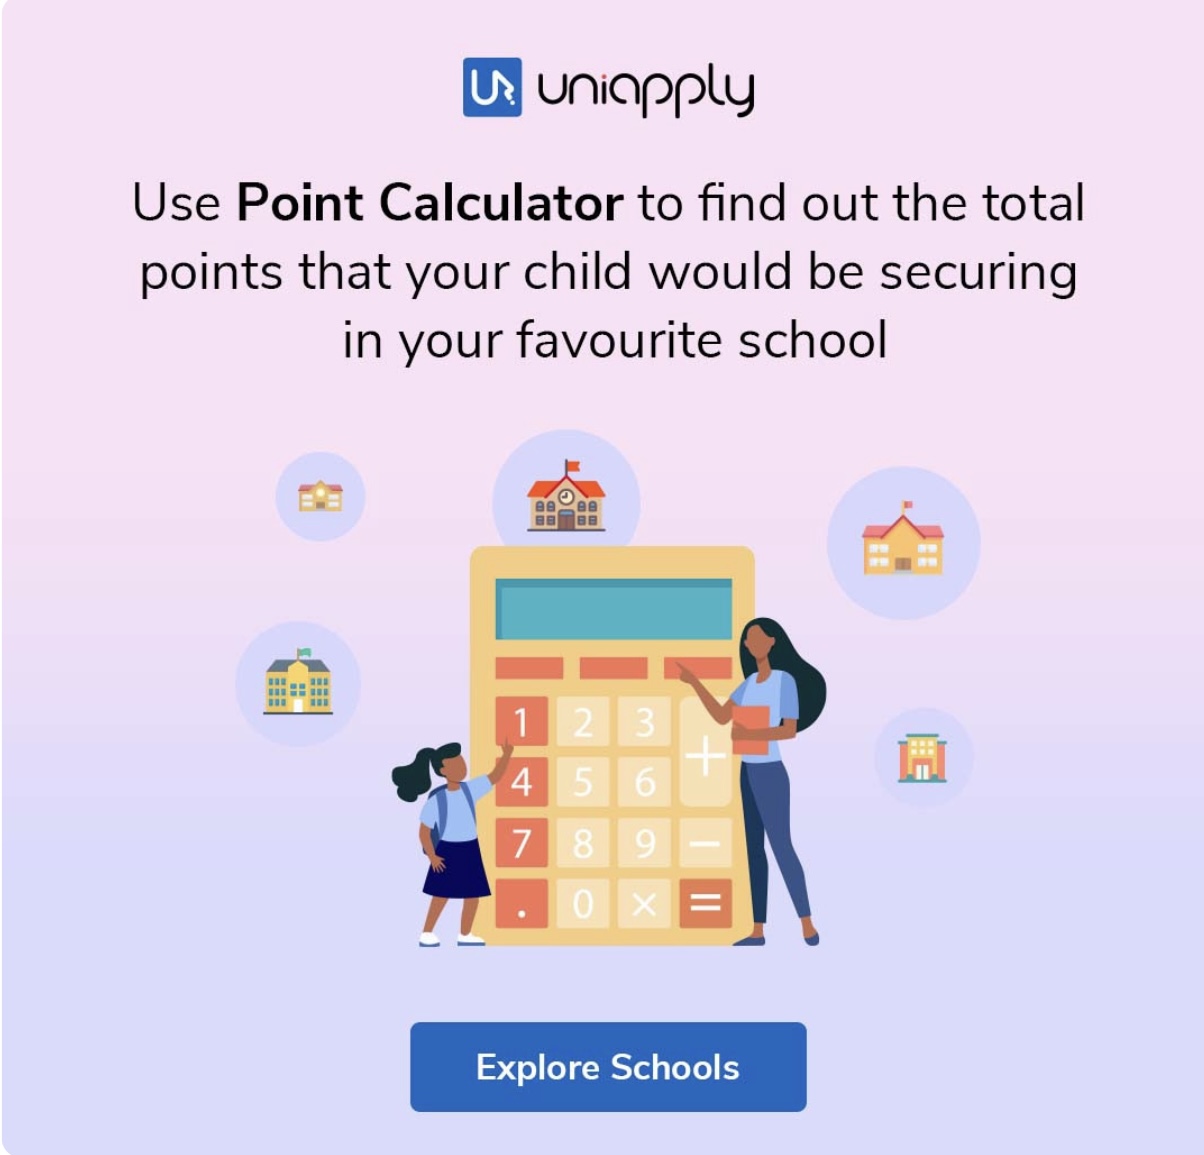 uniapply
Use Point Calculator to find out the total
points that your child would be securing
in your favourite school
1 2 3 +
4 5 6
7 8 9 −
. 0 × =
Explore Schools